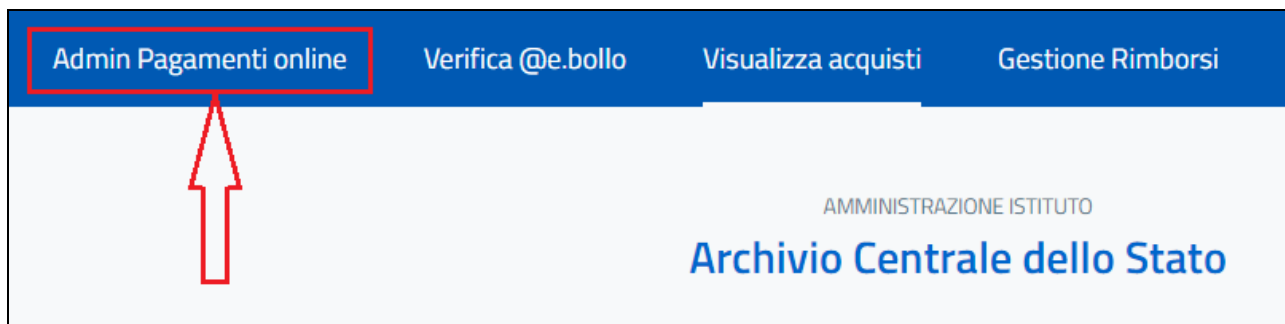 Admin Pagamenti online Verifica @e.bollo Visualizza acquisti Gestione Rimborsi
AMMINISTRAZIONE ISTITUTO
Archivio Centrale dello Stato